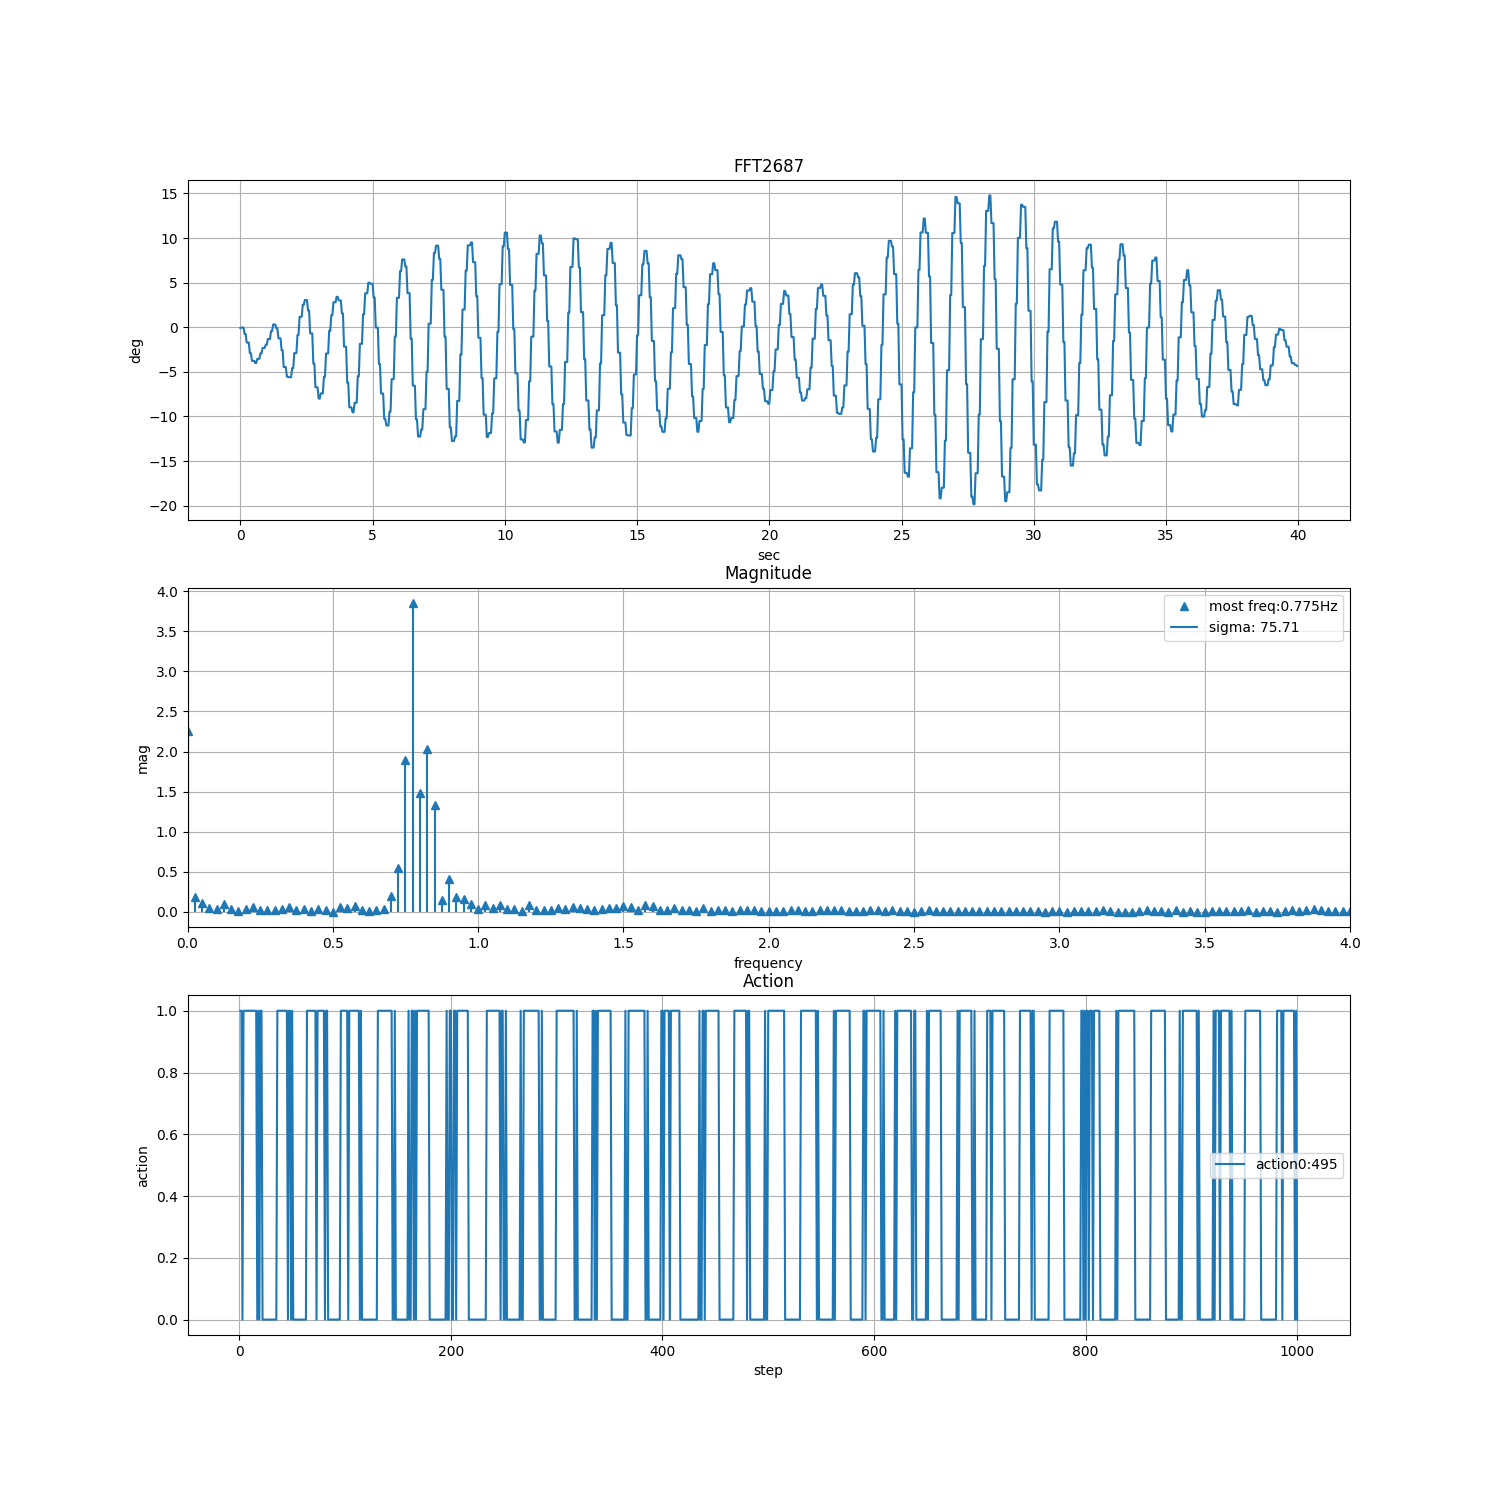 FFT2687
15
10
5
0
−5
−10
−15
−20
deg
0 5 10 15 20 25 30 35 40
sec
Magnitude
4.0
3.5
3.0
2.5
2.0
1.5
1.0
0.5
0.0
mag
most freq:0.775Hz
sigma: 75.71
0.0 0.5 1.0 1.5 2.0 2.5 3.0 3.5 4.0
frequency
Action
1.0
0.8
0.6
0.4
0.2
0.0
action
action0:495
0 200 400 600 800 1000
step